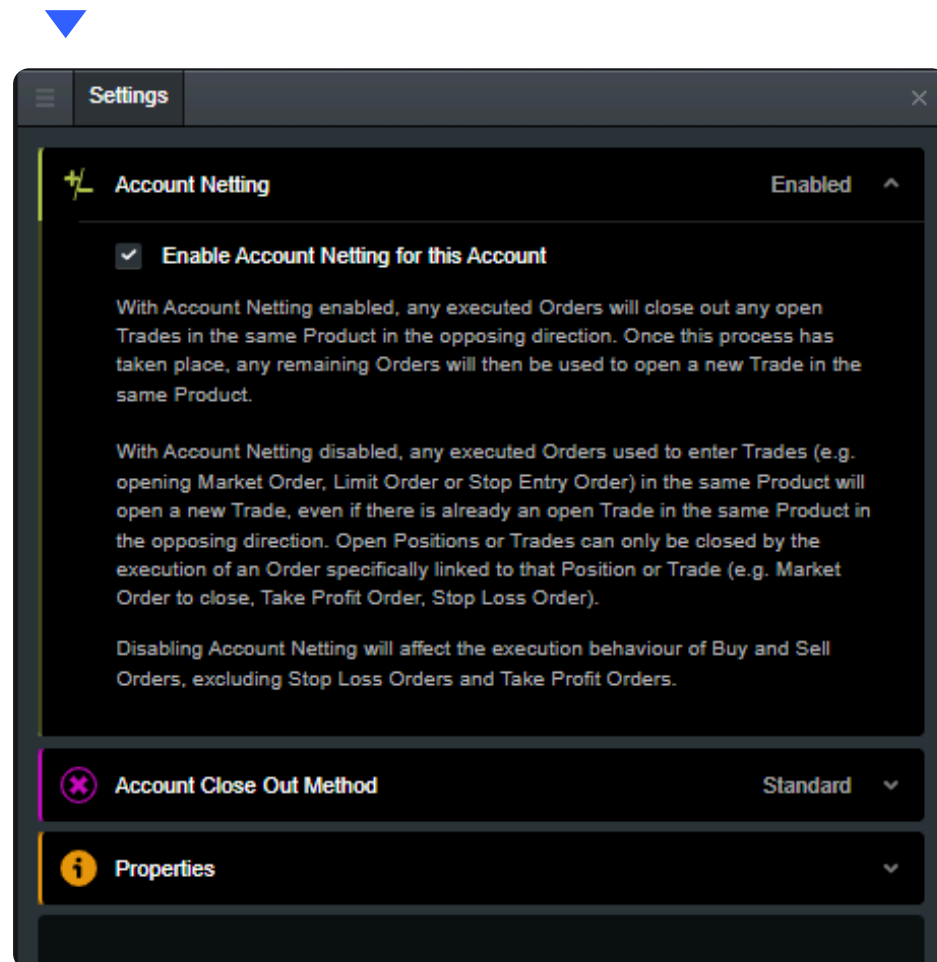 Settings
Account Netting Enabled
Enable Account Netting for this Account
With Account Netting enabled, any executed Orders will close out any open
Trades in the same Product in the opposing direction. Once this process has
taken place, any remaining Orders will then be used to open a new Trade in the
same Product.
With Account Netting disabled, any executed Orders used to enter Trades (e.g.
opening Market Order, Limit Order or Stop Entry Order) in the same Product will
open a new Trade, even if there is already an open Trade in the same Product in
the opposing direction. Open Positions or Trades can only be closed by the
execution of an Order specifically linked to that Position or Trade (e.g. Market
Order to close, Take Profit Order, Stop Loss Order).
Disabling Account Netting will affect the execution behaviour of Buy and Sell
Orders, excluding Stop Loss Orders and Take Profit Orders.
Account Close Out Method Standard
Properties